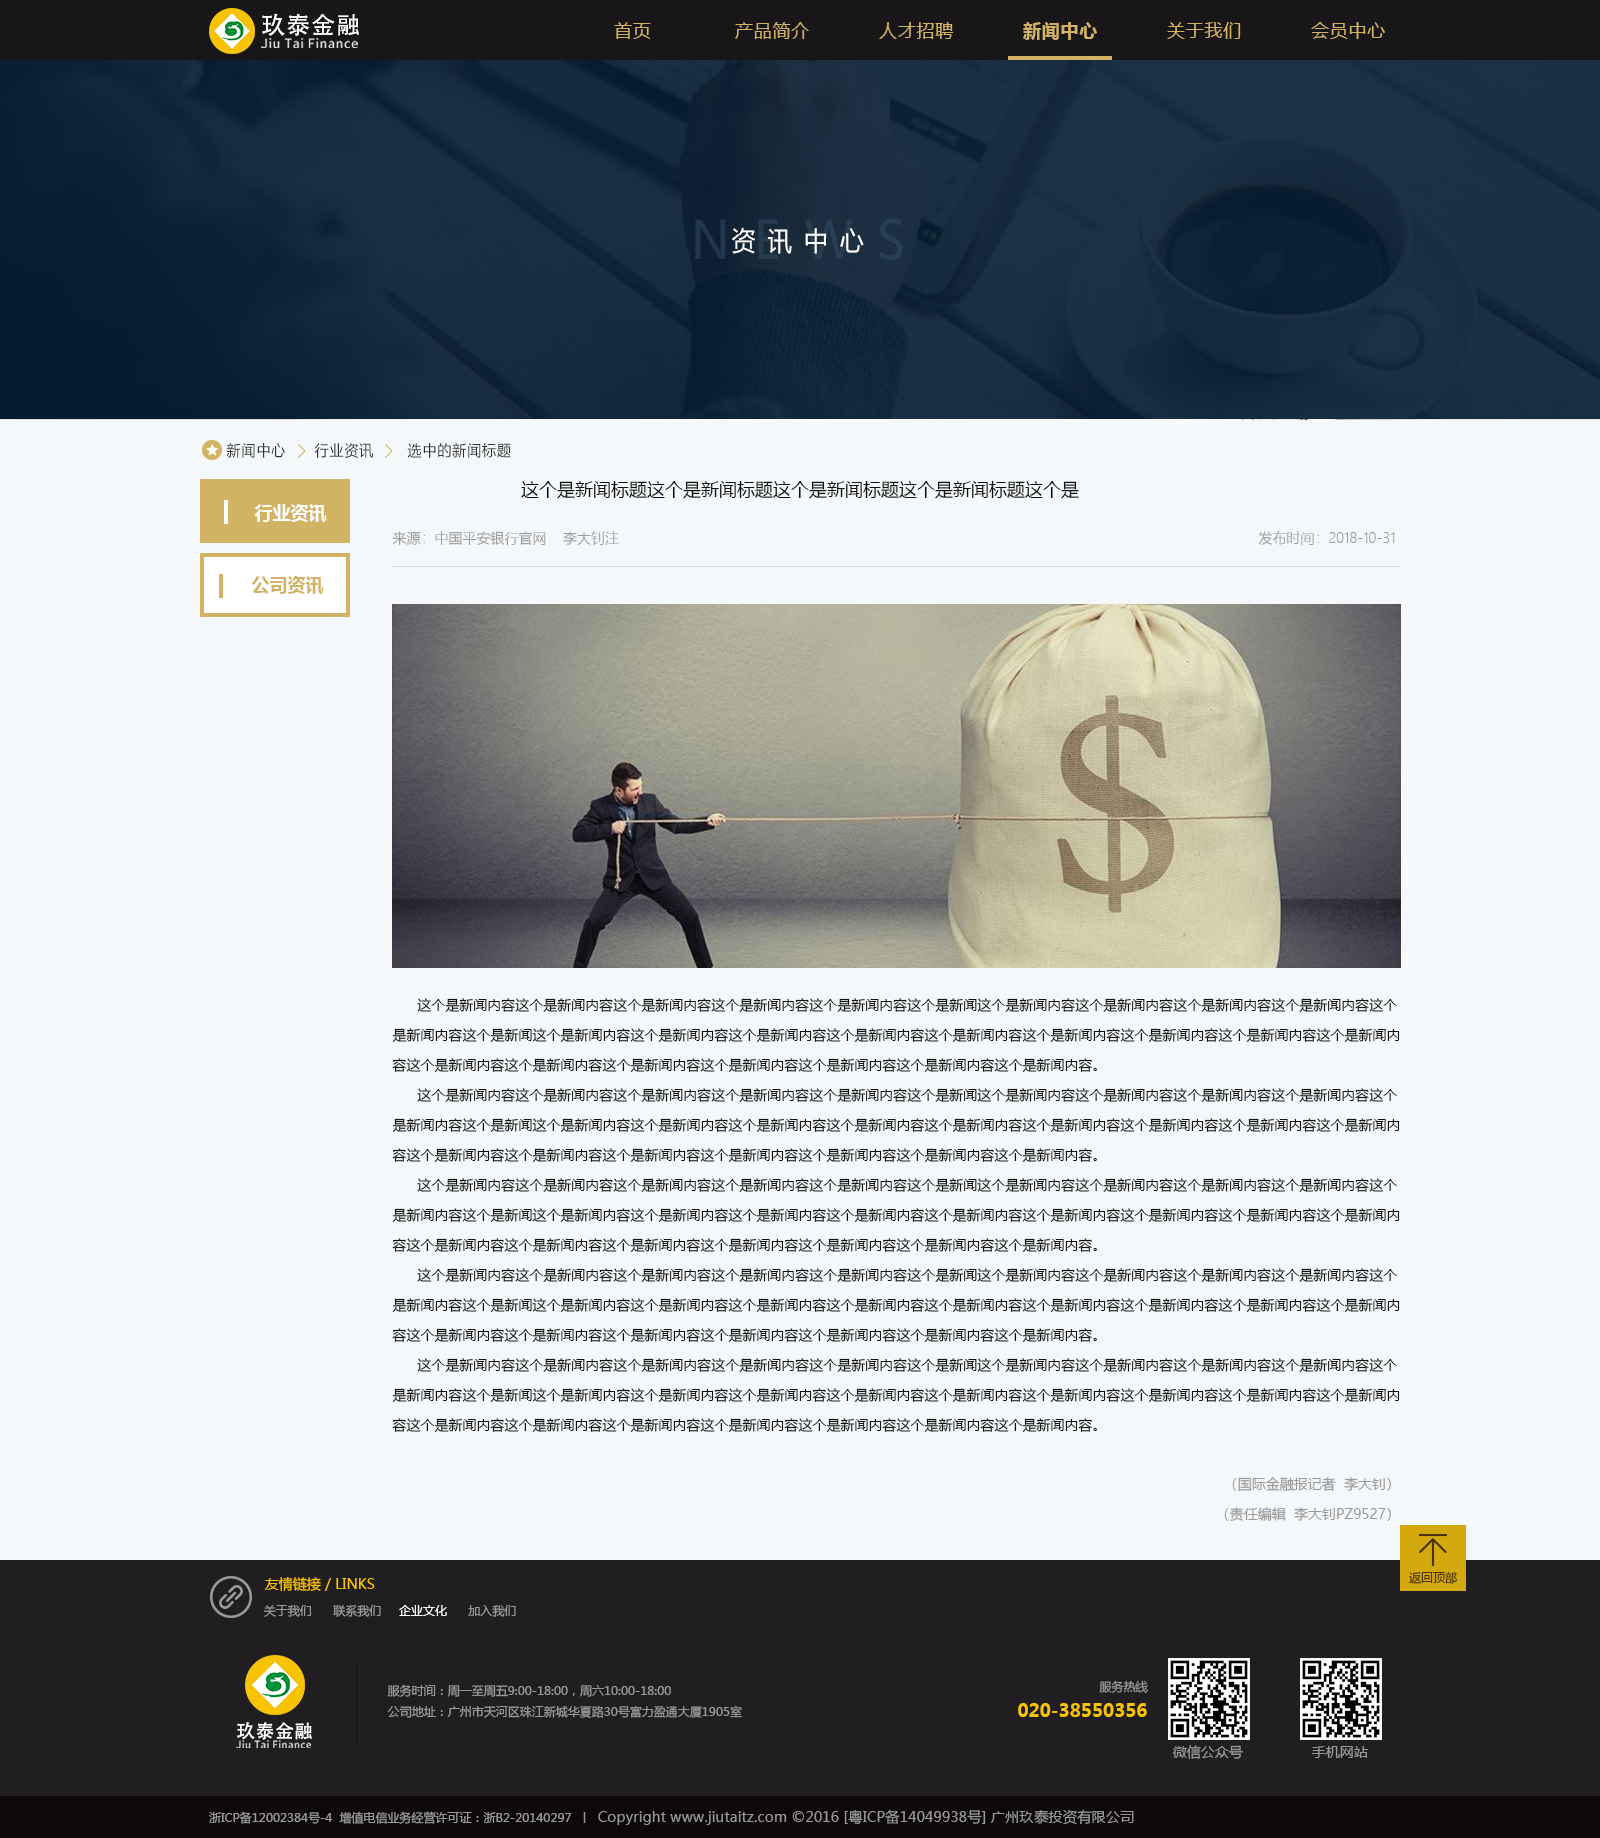 玖泰金融
Jiu Tai Finance
首页 产品简介 人才招聘 新闻中心 关于我们 会员中心
NEWS
资讯中心
新闻中心 > 行业资讯 > 选中的新闻标题
行业资讯
公司资讯
这个是新闻标题这个是新闻标题这个是新闻标题这个是新闻标题这个是
来源：中国平安银行官网 李大钊注 发布时间：2018-10-31
$
这个是新闻内容这个是新闻内容这个是新闻内容这个是新闻内容这个是新闻内容这个是新闻这个是新闻内容这个是新闻内容这个是新闻内容这个是新闻内容这个
是新闻内容这个是新闻这个是新闻内容这个是新闻内容这个是新闻内容这个是新闻内容这个是新闻内容这个是新闻内容这个是新闻内容这个是新闻内容这个是新闻内
容这个是新闻内容这个是新闻内容这个是新闻内容这个是新闻内容这个是新闻内容这个是新闻内容这个是新闻内容。
这个是新闻内容这个是新闻内容这个是新闻内容这个是新闻内容这个是新闻内容这个是新闻这个是新闻内容这个是新闻内容这个是新闻内容这个是新闻内容这个
是新闻内容这个是新闻这个是新闻内容这个是新闻内容这个是新闻内容这个是新闻内容这个是新闻内容这个是新闻内容这个是新闻内容这个是新闻内容这个是新闻内
容这个是新闻内容这个是新闻内容这个是新闻内容这个是新闻内容这个是新闻内容这个是新闻内容这个是新闻内容。
这个是新闻内容这个是新闻内容这个是新闻内容这个是新闻内容这个是新闻内容这个是新闻这个是新闻内容这个是新闻内容这个是新闻内容这个是新闻内容这个
是新闻内容这个是新闻这个是新闻内容这个是新闻内容这个是新闻内容这个是新闻内容这个是新闻内容这个是新闻内容这个是新闻内容这个是新闻内容这个是新闻内
容这个是新闻内容这个是新闻内容这个是新闻内容这个是新闻内容这个是新闻内容这个是新闻内容这个是新闻内容。
这个是新闻内容这个是新闻内容这个是新闻内容这个是新闻内容这个是新闻内容这个是新闻这个是新闻内容这个是新闻内容这个是新闻内容这个是新闻内容这个
是新闻内容这个是新闻这个是新闻内容这个是新闻内容这个是新闻内容这个是新闻内容这个是新闻内容这个是新闻内容这个是新闻内容这个是新闻内容这个是新闻内
容这个是新闻内容这个是新闻内容这个是新闻内容这个是新闻内容这个是新闻内容这个是新闻内容这个是新闻内容。
这个是新闻内容这个是新闻内容这个是新闻内容这个是新闻内容这个是新闻内容这个是新闻这个是新闻内容这个是新闻内容这个是新闻内容这个是新闻内容这个
是新闻内容这个是新闻这个是新闻内容这个是新闻内容这个是新闻内容这个是新闻内容这个是新闻内容这个是新闻内容这个是新闻内容这个是新闻内容这个是新闻内
容这个是新闻内容这个是新闻内容这个是新闻内容这个是新闻内容这个是新闻内容这个是新闻内容这个是新闻内容。
（国际金融报记者 李大钊）
（责任编辑 李大钊PZ9527）
返回顶部
友情链接 / LINKS
关于我们 联系我们 企业文化 加入我们
玖泰金融
Jiu Tai Finance
服务时间：周一至周五9:00-18:00，周六10:00-18:00
公司地址：广州市天河区珠江新城华夏路30号富力盈通大厦1905室
服务热线
020-38550356
微信公众号
手机网站
浙ICP备12002384号-4 增值电信业务经营许可证：浙B2-20140297 | Copyright www.jiutaitz.com ©2016 [粤ICP备14049938号] 广州玖泰投资有限公司